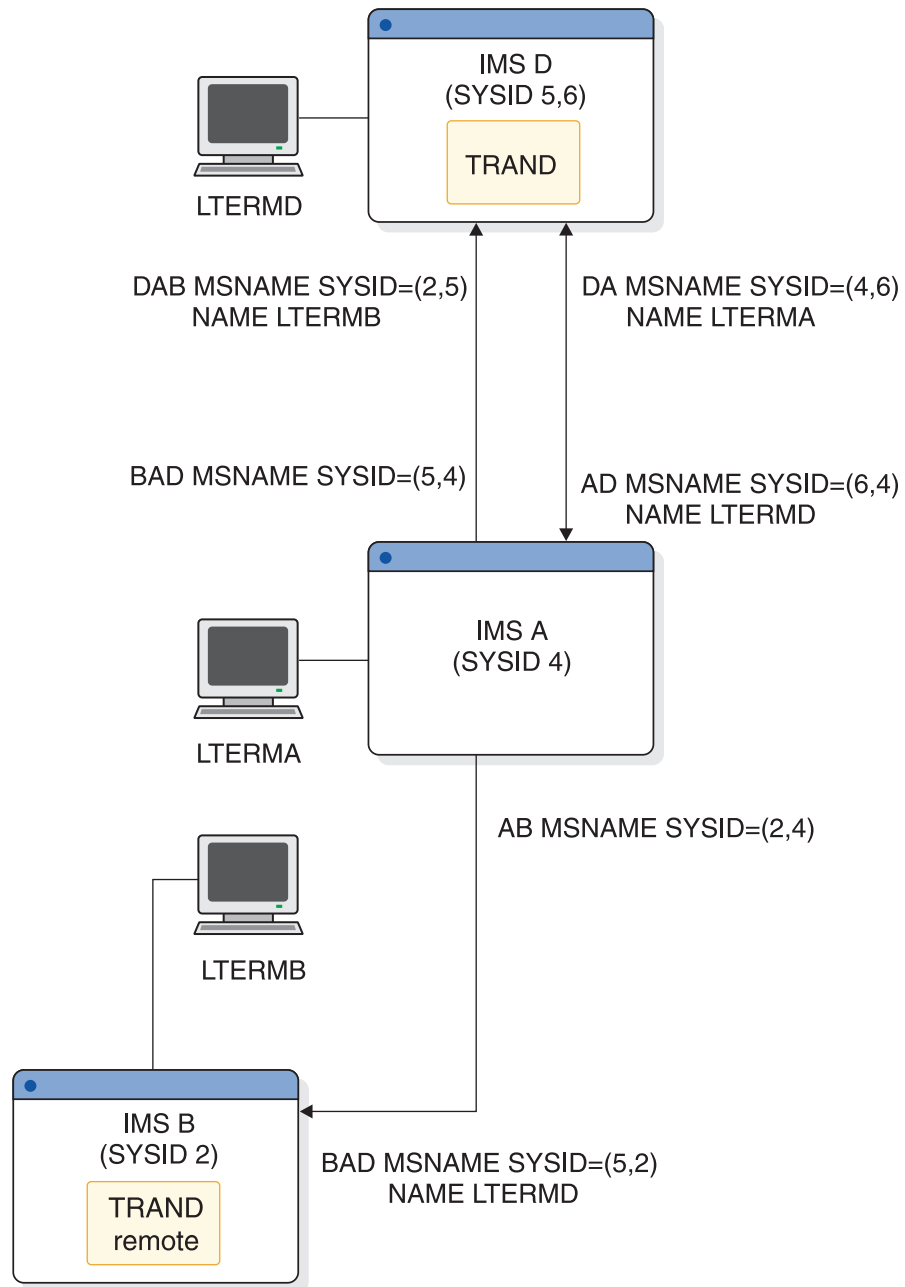 IMS D
(SYSID 5,6)
TRAND
LTERMD
DAB MSNAME SYSID=(2,5)
NAME LTERMB
DA MSNAME SYSID=(4,6)
NAME LTERMA
BAD MSNAME SYSID=(5,4)
AD MSNAME SYSID=(6,4)
NAME LTERMD
IMS A
(SYSID 4)
LTERMA
AB MSNAME SYSID=(2,4)
LTERMB
IMS B
(SYSID 2)
TRAND
remote
BAD MSNAME SYSID=(5,2)
NAME LTERMD